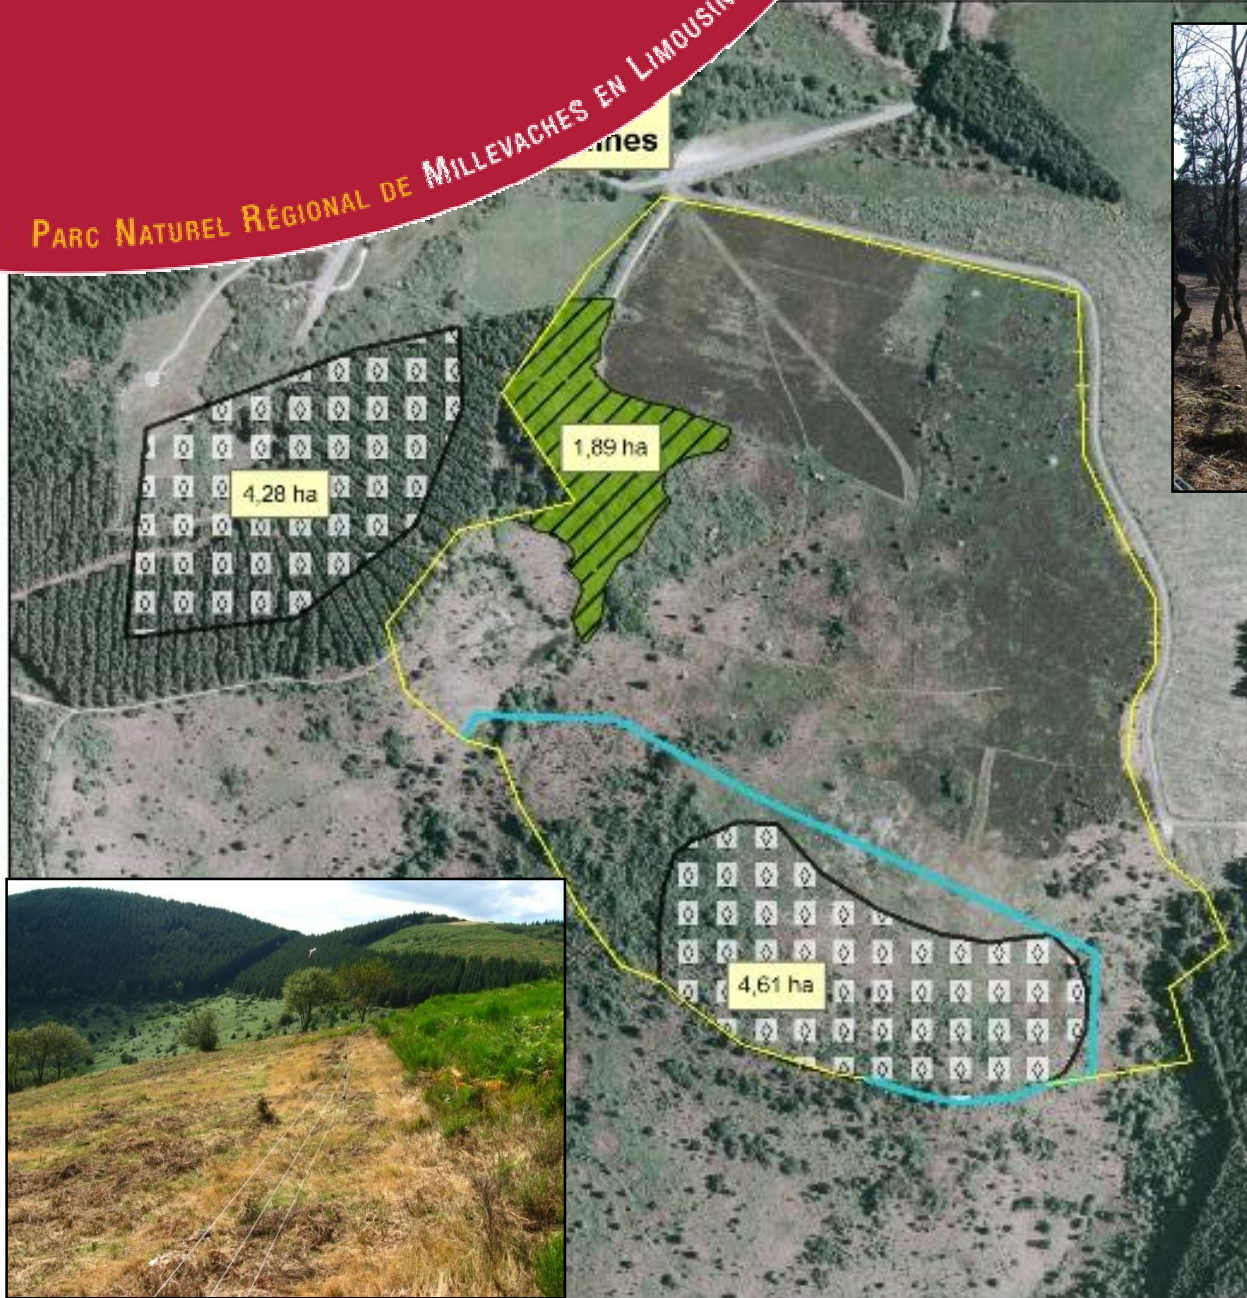 PARC NATUREL RÉGIONAL DE MILLEVACHES EN LIMOUSIN
1,89 ha
4,28 ha
4,61 ha